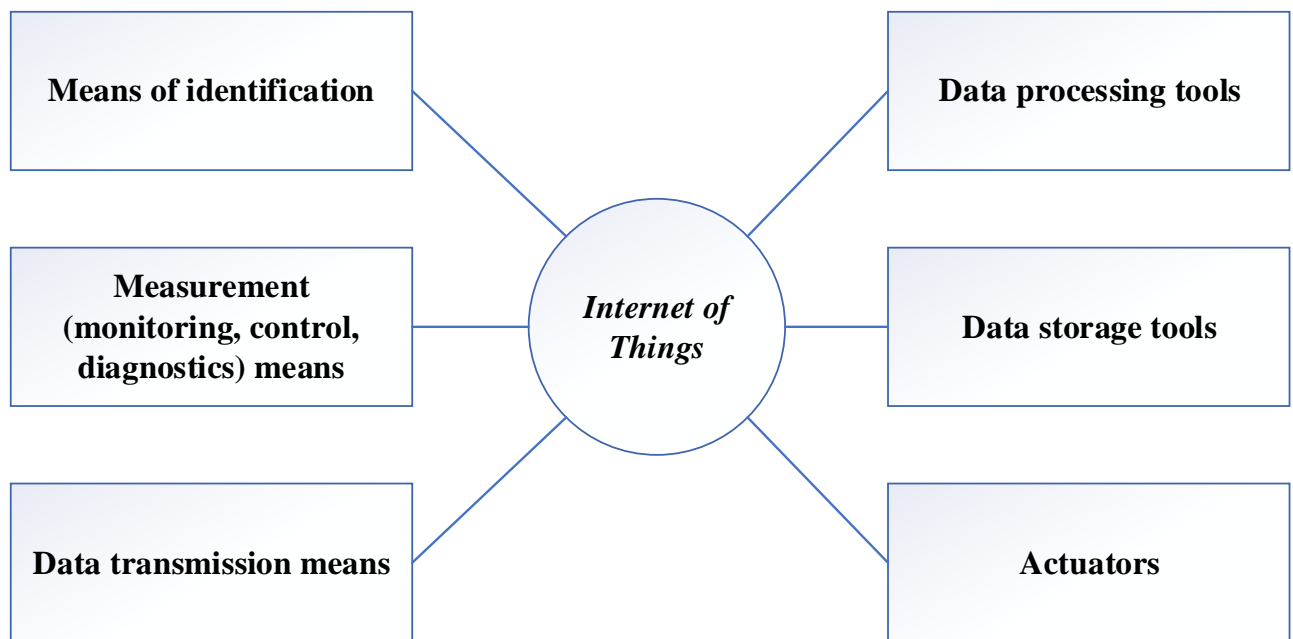 Means of identification
Measurement
(monitoring, control,
diagnostics) means
Data transmission means
Internet of
Things
Data processing tools
Data storage tools
Actuators